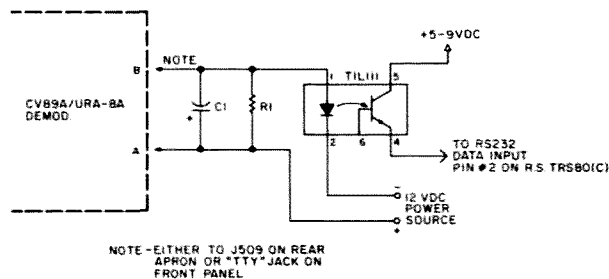 +5-9VDC
B
NOTE
1
TIL111
5
CV89A/URA-8A
DEMOD.
C1
+
R1
A
2
6
4
TO RS232
DATA INPUT
PIN #2 ON R.S. TRS80(C)
-
12 VDC
POWER
SOURCE
+
NOTE-EITHER TO J509 ON REAR
APRON OR "TTY" JACK ON
FRONT PANEL